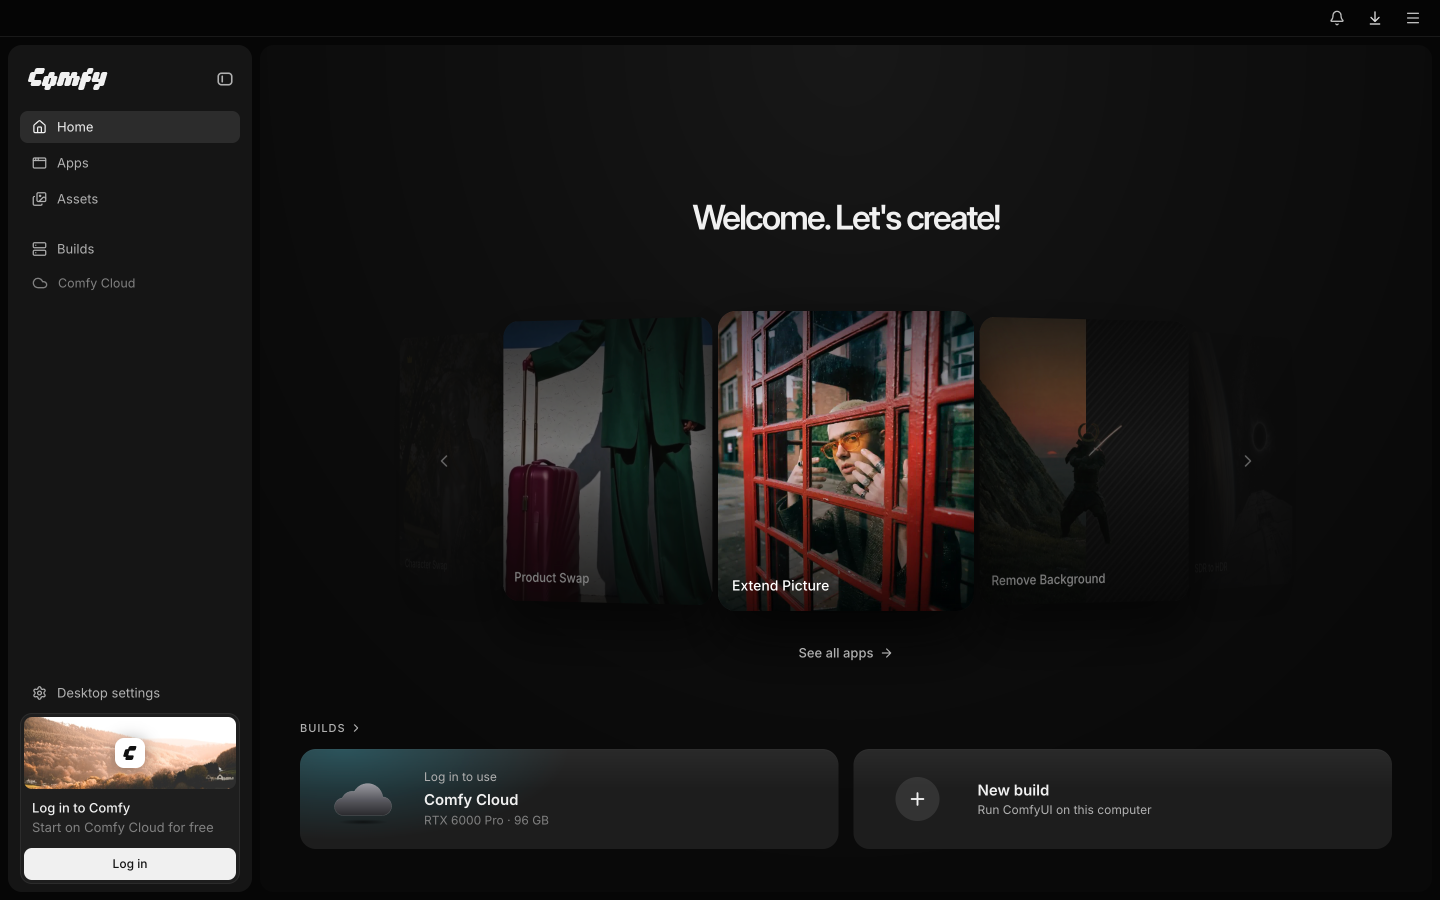 Comfy
Home
Apps
Assets
Builds
Comfy Cloud
Welcome. Let's create!
Product Swap
Extend Picture
Remove Background
See all apps
BUILDS
Log in to use
Comfy Cloud
RTX 6000 Pro · 96 GB
New build
Run ComfyUI on this computer
Desktop settings
Log in to Comfy
Start on Comfy Cloud for free
Log in